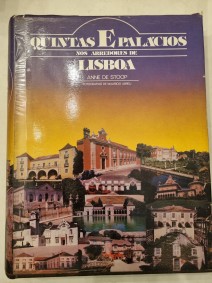 QUINTAS E PALÁCIOS
NOS ARREDORES DE
LISBOA
ANNE DE STOOP